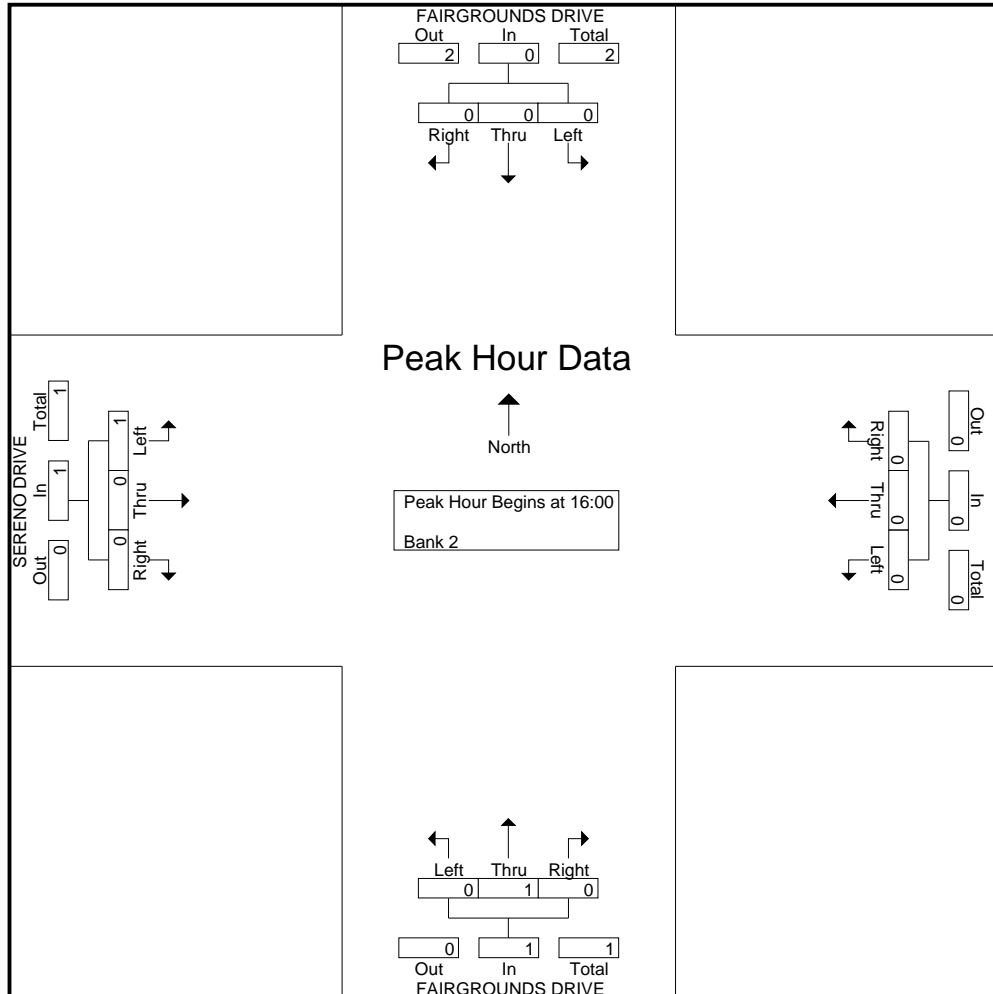 FAIRGROUNDS DRIVE
Out In Total
2 0 2
0 0 0
Right Thru Left
Peak Hour Data
North
Peak Hour Begins at 16:00
Bank 2
SERENO DRIVE
Out In Total
0 1 1
0 0 1
Right Thru Left
Out In Total
0 0 0
Right Thru Left
0 0 0
Left Thru Right
0 1 0
0 1 1
Out In Total
FAIRGROUNDS DRIVE